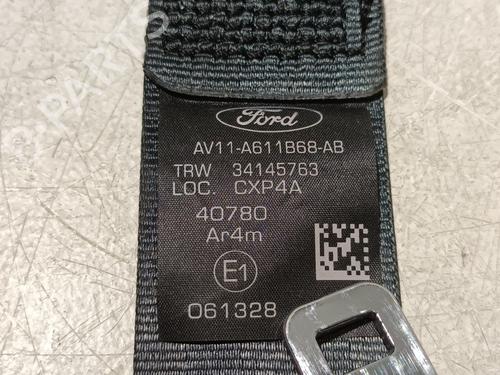 Ford
AV11-A611B68-AB
TRW 34145763
LOC. CXP4A
40780
Ar4m
E1
061328